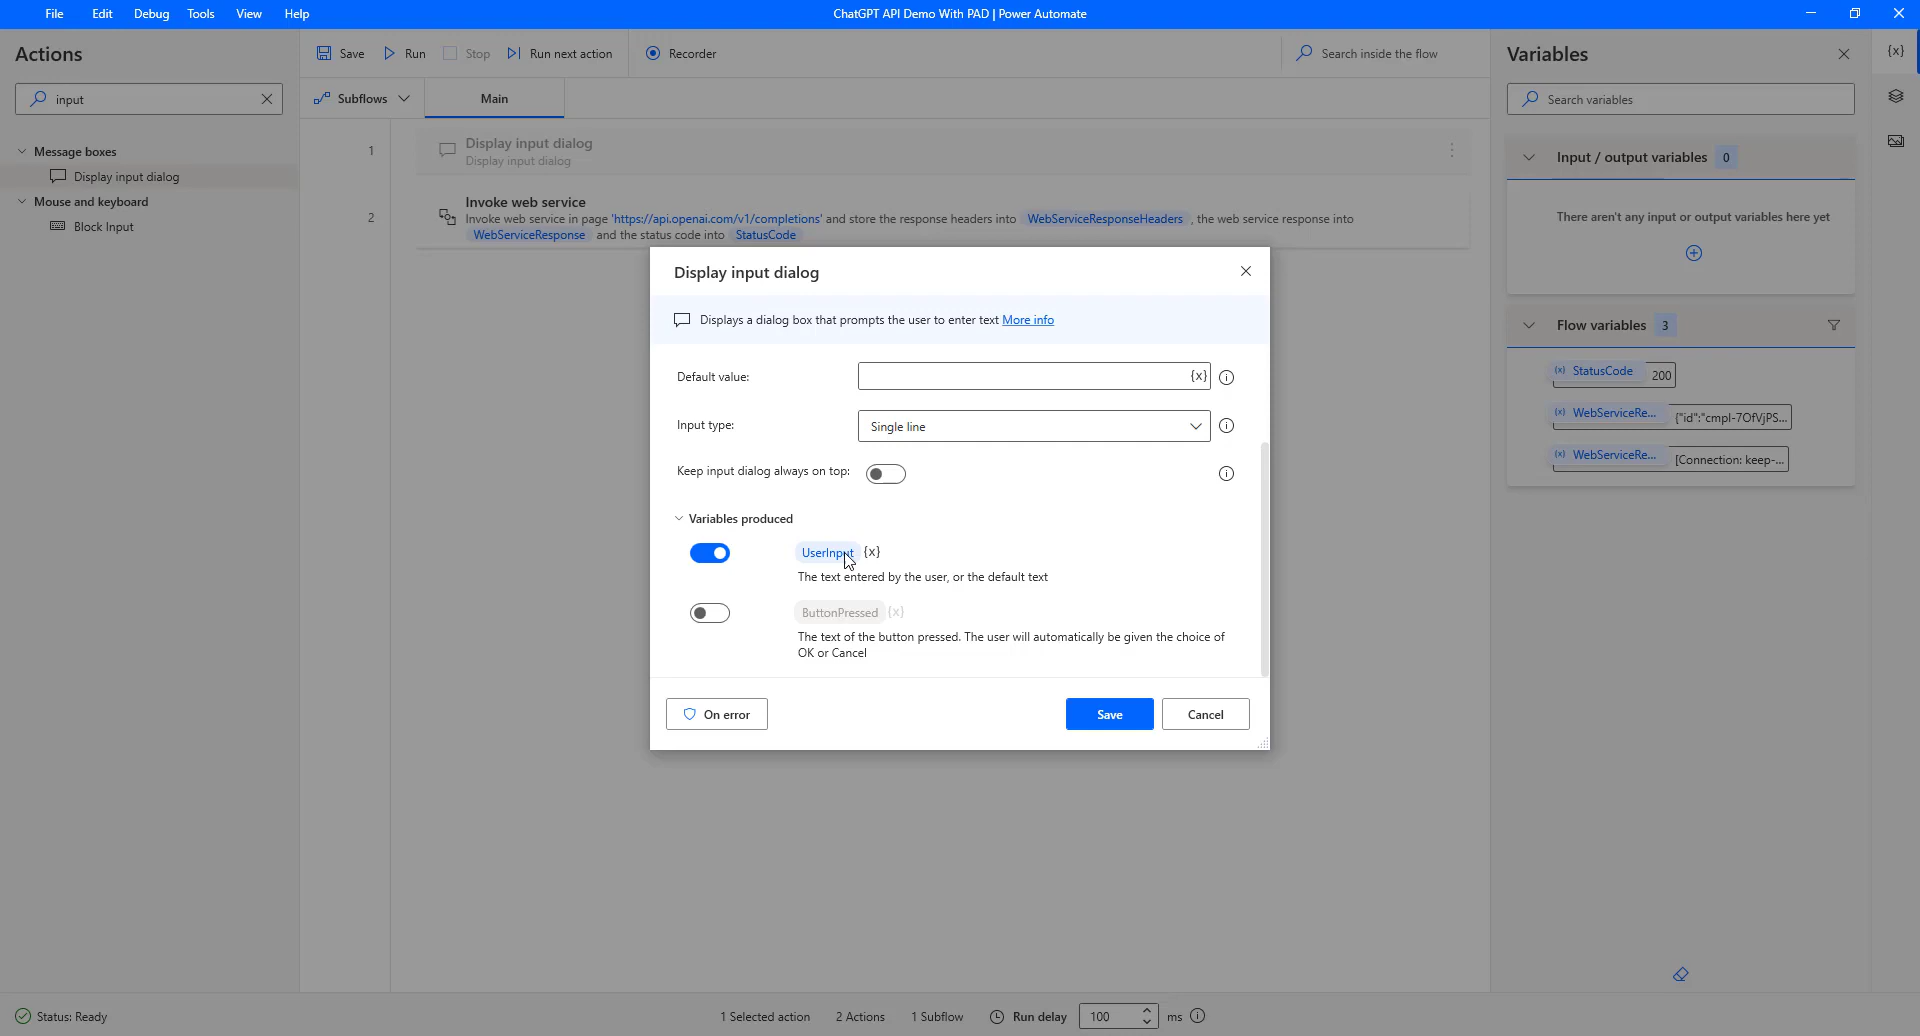 File Edit Debug Tools View Help
ChatGPT API Demo With PAD | Power Automate
Actions
input
Message boxes
Display input dialog
Mouse and keyboard
Block Input
Save Run Stop Run next action Recorder
Search inside the flow
Subflows
Main
1
Display input dialog
Display input dialog
2
Invoke web service
Invoke web service in page 'https://api.openai.com/v1/completions' and store the response headers into WebServiceResponseHeaders , the web service response into
WebServiceResponse and the status code into StatusCode
Display input dialog
Displays a dialog box that prompts the user to enter text More info
Default value:
{x}
Input type:
Single line
Keep input dialog always on top:
Variables produced
UserInput {x}
The text entered by the user, or the default text
ButtonPressed {x}
The text of the button pressed. The user will automatically be given the choice of
OK or Cancel
On error
Save
Cancel
Variables
{x}
Search variables
Input / output variables 0
There aren't any input or output variables here yet
Flow variables 3
(x) StatusCode 200
(x) WebServiceRe... {"id":"cmpl-7OfVjPS...
(x) WebServiceRe... [Connection: keep-...
Status: Ready
1 Selected action
2 Actions
1 Subflow
Run delay 100 ms